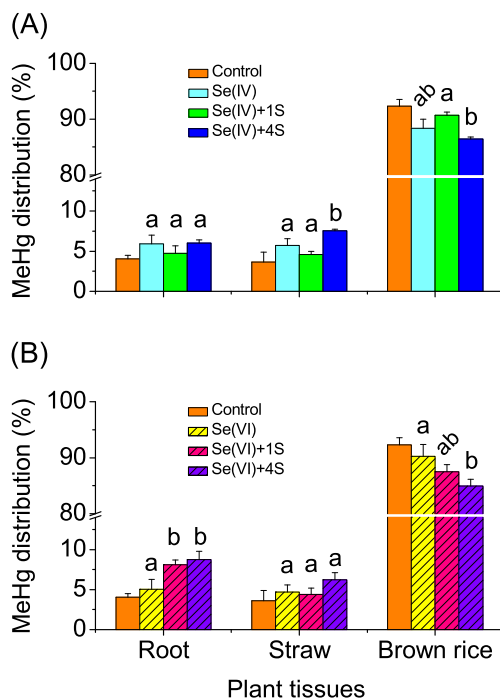 (A)
MeHg distribution (%)
100
90
80
10
5
0
Control
Se(IV)
Se(IV)+1S
Se(IV)+4S
a a a
a a b
ab a b
(B)
MeHg distribution (%)
100
90
80
10
5
0
Control
Se(VI)
Se(VI)+1S
Se(VI)+4S
a b b
a a a
a ab b
Root Straw Brown rice
Plant tissues